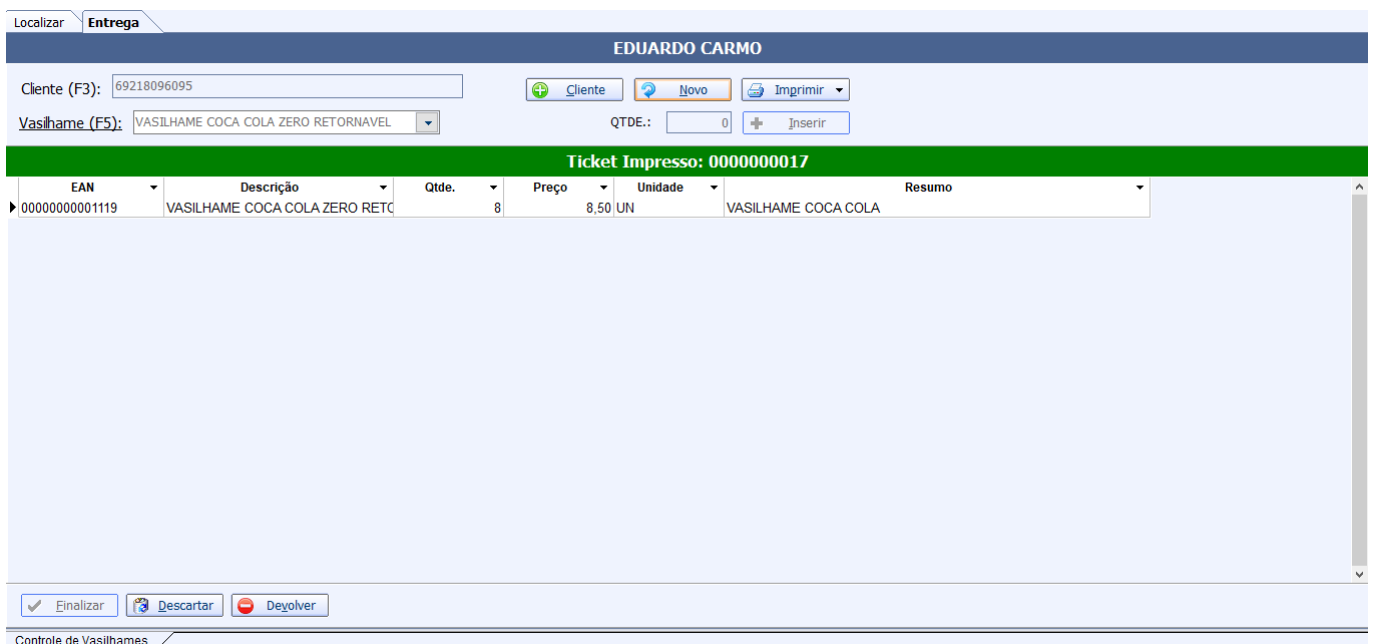 Localizar Entrega
EDUARDO CARMO
Cliente (F3): 69218096095 Cliente Novo Imprimir
Vasilhame (F5): VASILHAME COCA COLA ZERO RETORNAVEL QTDE.: 0 Inserir
Ticket Impresso: 0000000017
EAN Descrição Qtde. Preço Unidade Resumo
00000000001119 VASILHAME COCA COLA ZERO RETO 8 8,50 UN VASILHAME COCA COLA
Finalizar Descartar Devolver
Controle de Vasilhames